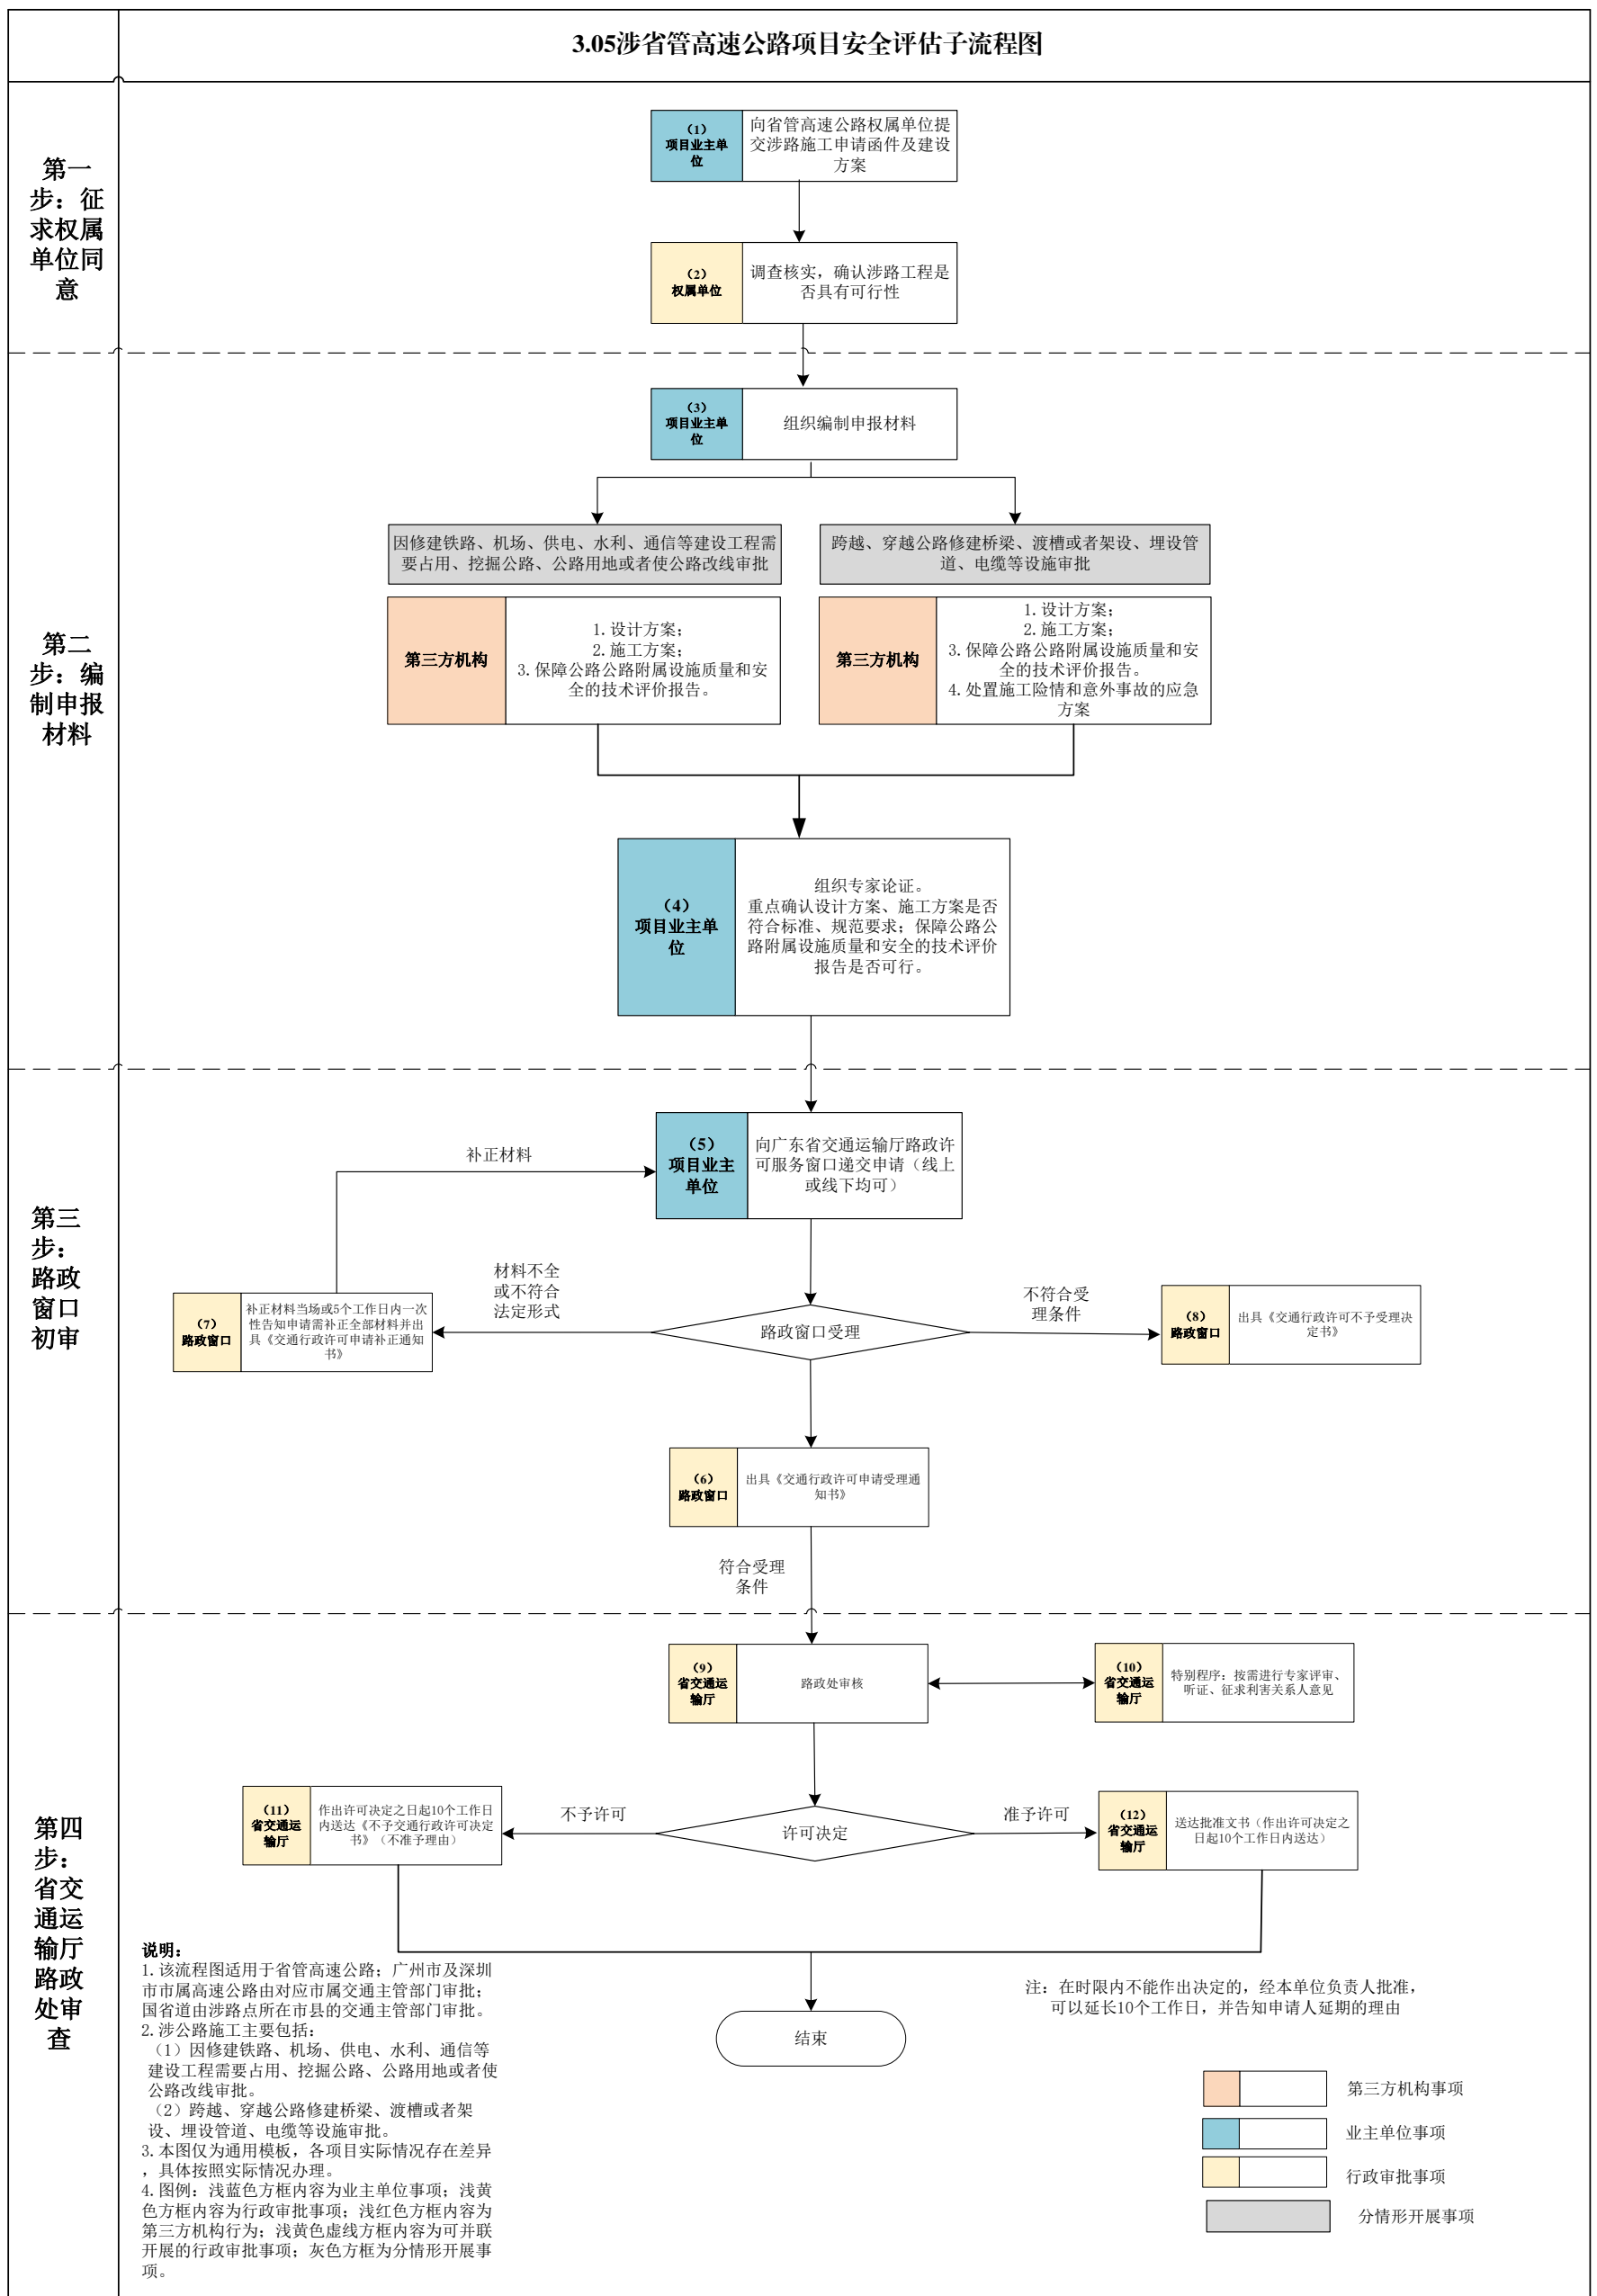 3.05涉省管高速公路项目安全评估子流程图
第一
步：征
求权属
单位同
意
（1）
项目业主单
位
向省管高速公路权属单位提
交涉路施工申请函件及建设
方案
（2）
权属单位
调查核实，确认涉路工程是
否具有可行性
第二
步：编
制申报
材料
（3）
项目业主单
位
组织编制申报材料
因修建铁路、机场、供电、水利、通信等建设工程需
要占用、挖掘公路、公路用地或者使公路改线审批
跨越、穿越公路修建桥梁、渡槽或者架设、埋设管
道、电缆等设施审批
第三方机构
1.设计方案；
2.施工方案；
3.保障公路公路附属设施质量和安
全的技术评价报告。
第三方机构
1.设计方案；
2.施工方案；
3.保障公路公路附属设施质量和安
全的技术评价报告。
4.处置施工险情和意外事故的应急
方案
（4）
项目业主单
位
组织专家论证。
重点确认设计方案、施工方案是否
符合标准、规范要求；保障公路公
路附属设施质量和安全的技术评价
报告是否可行。
第三
步：
路政
窗口
初审
（5）
项目业主
单位
向广东省交通运输厅路政许
可服务窗口递交申请（线上
或线下均可）
补正材料
材料不全
或不符合
法定形式
不符合受
理条件
（7）
路政窗口
补正材料当场或5个工作日内一次
性告知申请需补正全部材料并出
具《交通行政许可申请补正通知
书》
路政窗口受理
（8）
路政窗口
出具《交通行政许可不予受理决
定书》
（6）
路政窗口
出具《交通行政许可申请受理通
知书》
符合受理
条件
第四
步：
省交
通运
输厅
路政
处审
查
（9）
省交通运
输厅
路政处审核
（10）
省交通运
输厅
特别程序：按需进行专家评审、
听证、征求利害关系人意见
（11）
省交通运
输厅
作出许可决定之日起10个工作日
内送达《不予交通行政许可决定
书》（不准予理由）
不予许可
许可决定
准予许可
（12）
省交通运
输厅
送达批准文书（作出许可决定之
日起10个工作日内送达）
结束
说明：
1.该流程图适用于省管高速公路；广州市及深圳
市市属高速公路由对应市属交通主管部门审批；
国省道由涉路点所在市县的交通主管部门审批。
2.涉公路施工主要包括：
（1）因修建铁路、机场、供电、水利、通信等
建设工程需要占用、挖掘公路、公路用地或者使
公路改线审批。
（2）跨越、穿越公路修建桥梁、渡槽或者架
设、埋设管道、电缆等设施审批。
3.本图仅为通用模板，各项目实际情况存在差异
，具体按照实际情况办理。
4.图例：浅蓝色方框内容为业主单位事项；浅黄
色方框内容为行政审批事项；浅红色方框内容为
第三方机构行为；浅黄色虚线方框内容为可并联
开展的行政审批事项；灰色方框为分情形开展事
项。
注：在时限内不能作出决定的，经本单位负责人批准，
可以延长10个工作日，并告知申请人延期的理由
第三方机构事项
业主单位事项
行政审批事项
分情形开展事项